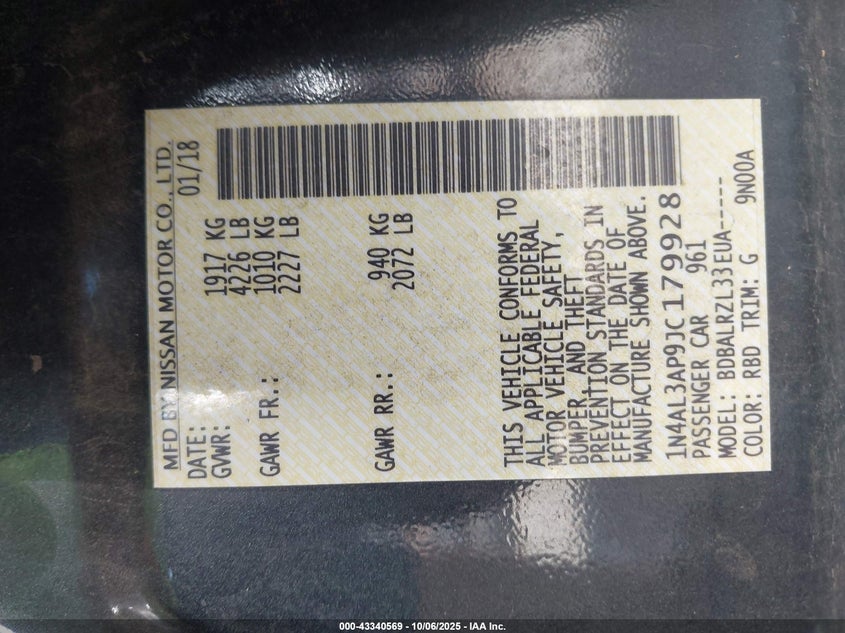 MFD BY NISSAN MOTOR CO., LTD.
DATE: 01/18
GVWR: 1917 KG
4226 LB
GAWR FR.: 1010 KG
2227 LB
GAWR RR.: 940 KG
2072 LB
THIS VEHICLE CONFORMS TO
ALL APPLICABLE FEDERAL
MOTOR VEHICLE SAFETY,
BUMPER, AND THEFT
PREVENTION STANDARDS IN
EFFECT ON THE DATE OF
MANUFACTURE SHOWN ABOVE.
1N4AL3AP9JC179928
PASSENGER CAR 961
MODEL: BDBALRZL33EUA-----
COLOR: RBD TRIM: G 9N00A
000-43340569 - 10/06/2025 - IAA Inc.